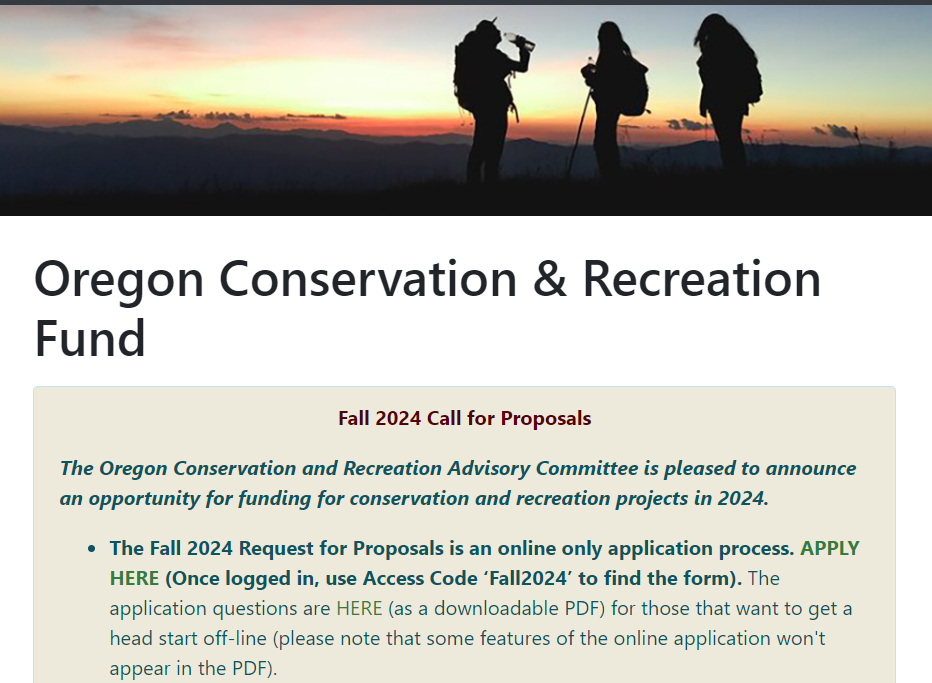 Oregon Conservation & Recreation
Fund
Fall 2024 Call for Proposals
The Oregon Conservation and Recreation Advisory Committee is pleased to announce
an opportunity for funding for conservation and recreation projects in 2024.
• The Fall 2024 Request for Proposals is an online only application process. APPLY
HERE (Once logged in, use Access Code ‘Fall2024’ to find the form). The
application questions are HERE (as a downloadable PDF) for those that want to get a
head start off-line (please note that some features of the online application won't
appear in the PDF).